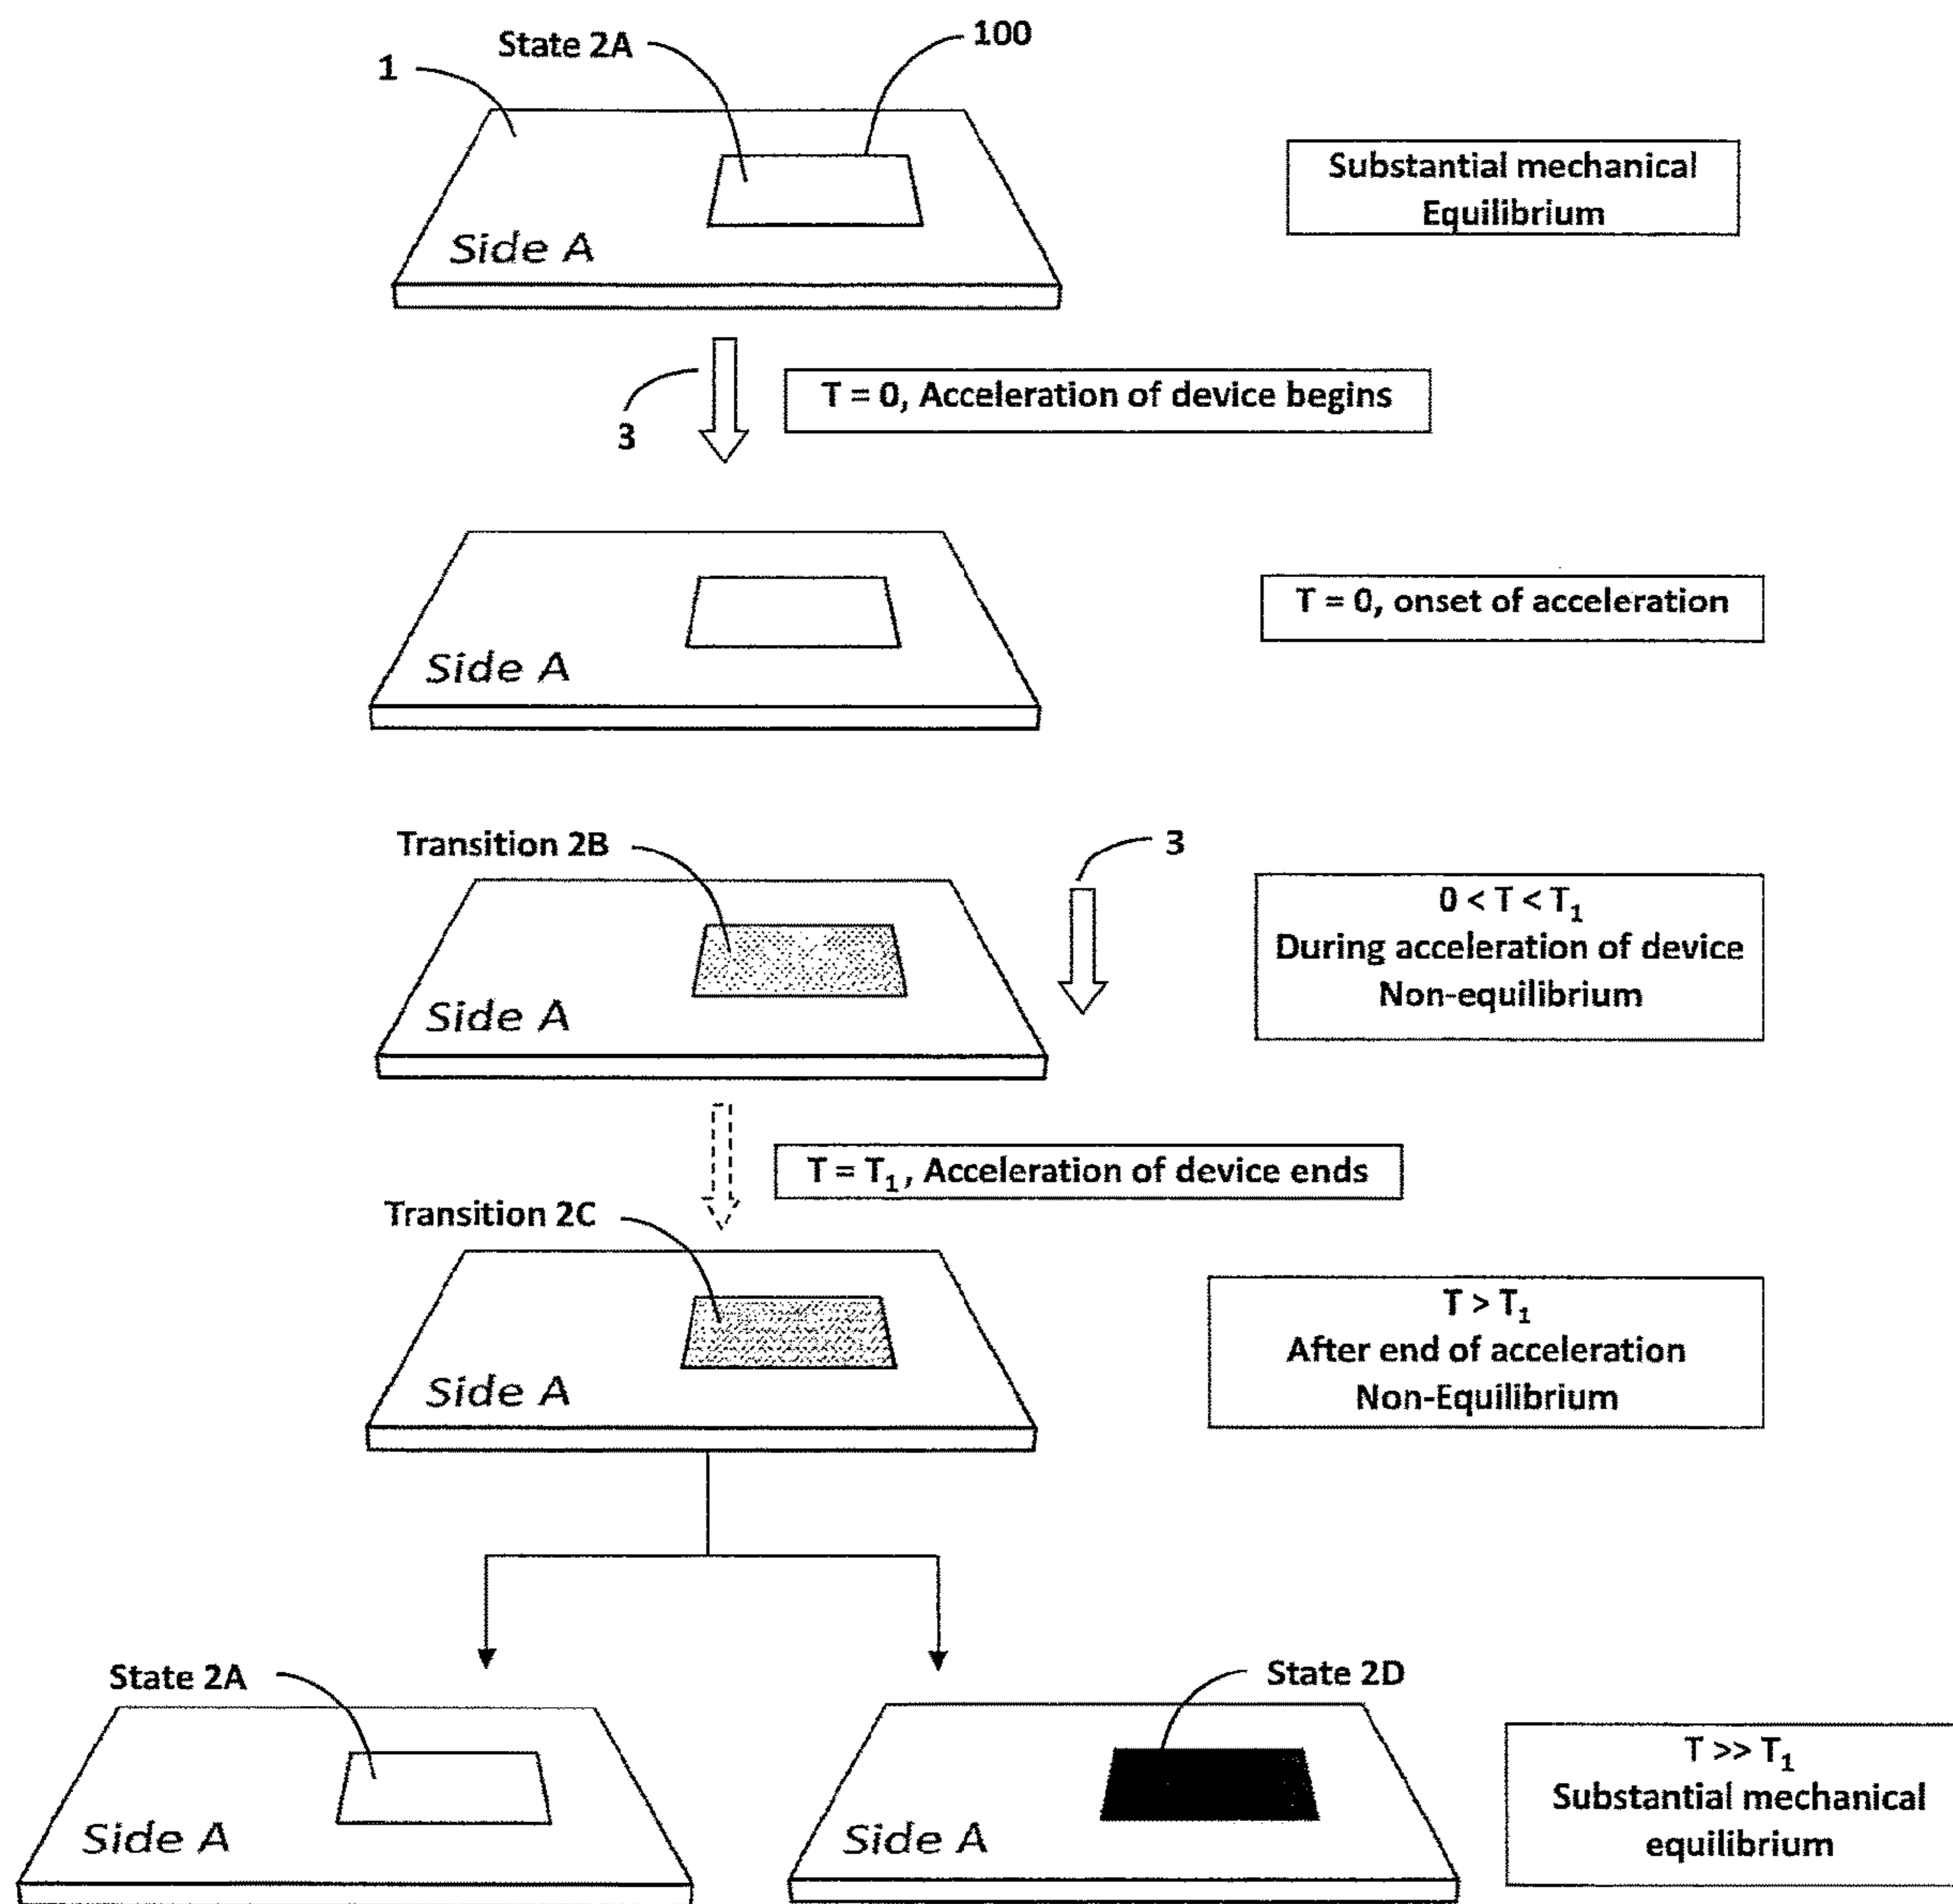 State 2A
100
1
Substantial mechanical
Equilibrium
Side A
3
T = 0, Acceleration of device begins
T = 0, onset of acceleration
Side A
Transition 2B
3
0 < T < T₁
During acceleration of device
Non-equilibrium
Side A
T = T₁, Acceleration of device ends
Transition 2C
T > T₁
After end of acceleration
Non-Equilibrium
Side A
State 2A
State 2D
T >> T₁
Substantial mechanical
equilibrium
Side A
Side A